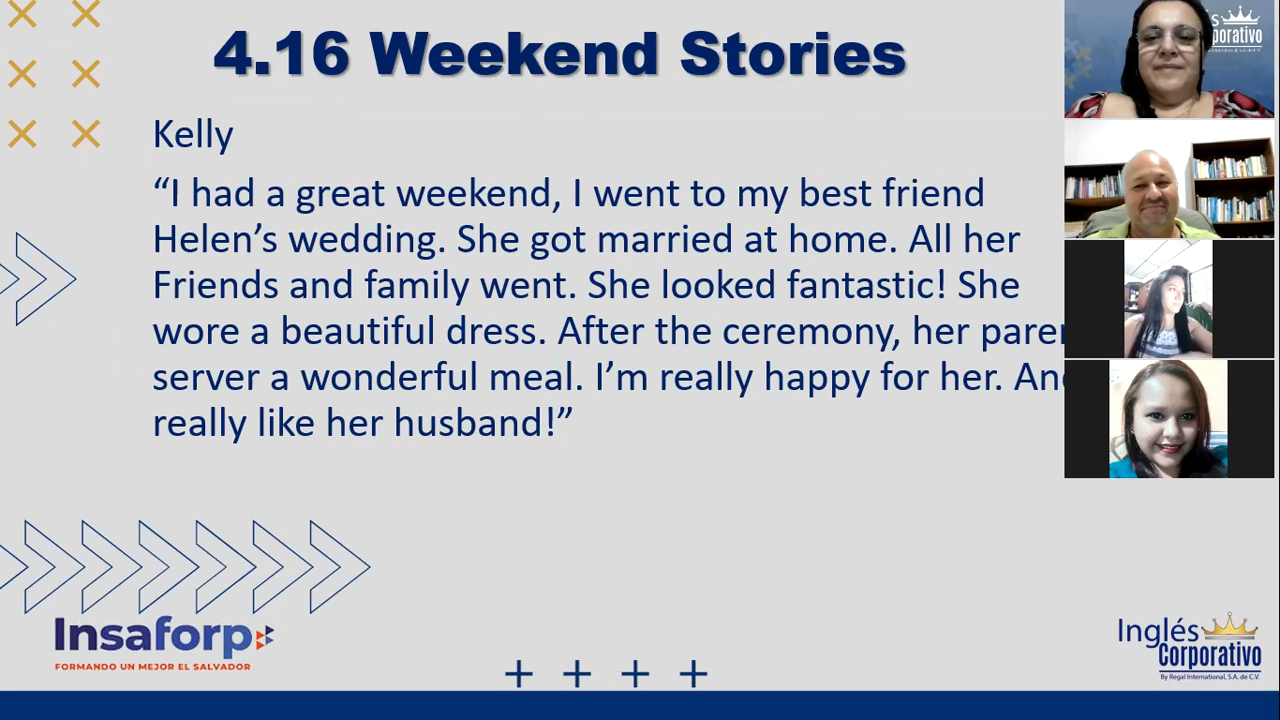 4.16 Weekend Stories
Kelly
“I had a great weekend, I went to my best friend
Helen’s wedding. She got married at home. All her
Friends and family went. She looked fantastic! She
wore a beautiful dress. After the ceremony, her
server a wonderful meal. I’m really happy for her.
really like her husband!”
Insaforp
FORMANDO UN MEJOR EL SALVADOR
Inglés
Corporativo
By Regal International, S.A. de C.V.